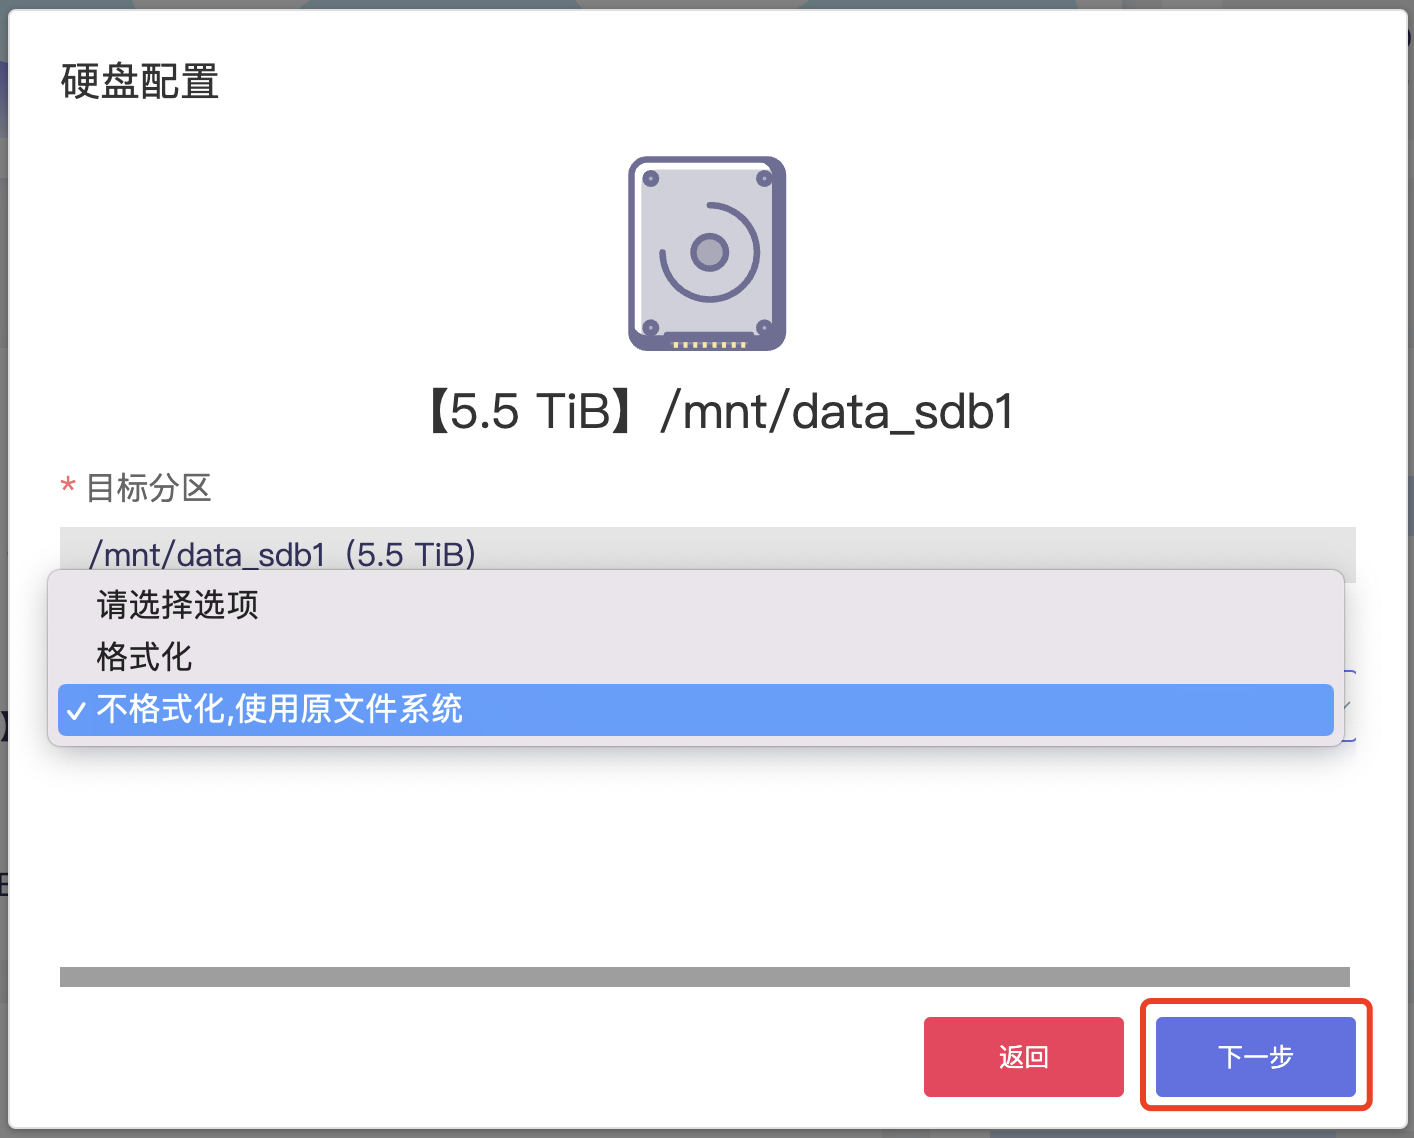 硬盘配置
【5.5 TiB】/mnt/data_sdb1
* 目标分区
/mnt/data_sdb1（5.5 TiB）
请选择选项
格式化
✓ 不格式化,使用原文件系统
返回
下一步